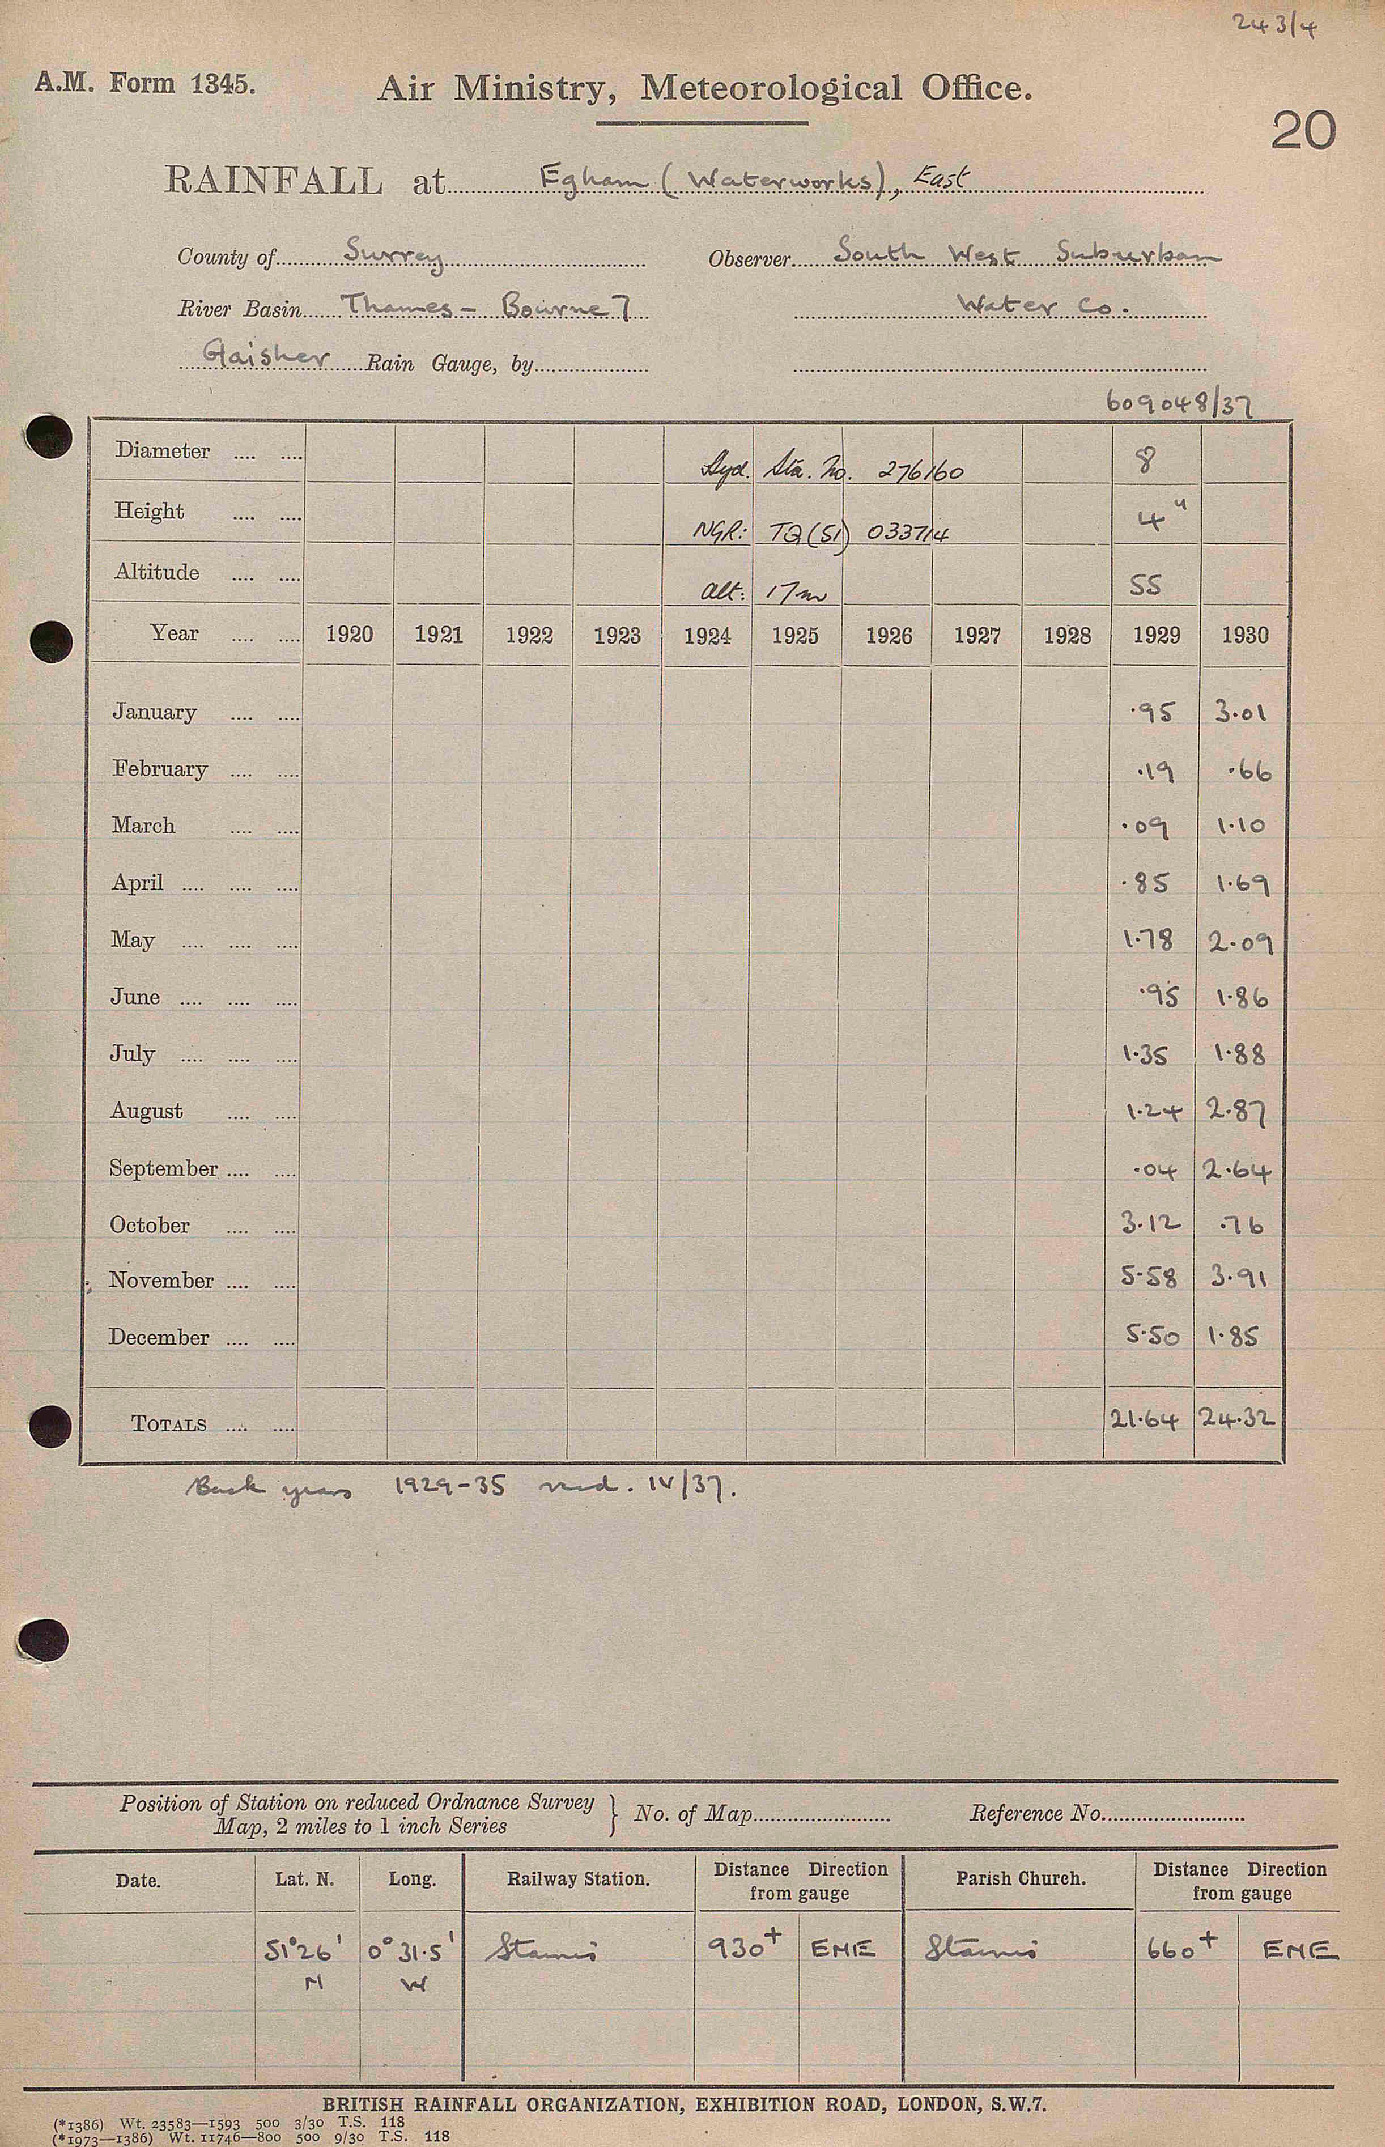 243/4
A.M. Form 1345. Air Ministry, Meteorological Office.
20
RAINFALL at Egham (Waterworks), East
County of Surrey Observer South West Suburban
River Basin Thames - Bourne 7 Water Co.
Glaisher Rain Gauge, by
609048/37
Diameter .... .... Hyd. Sta. No. 276160 8
Height .... .... NGR: TQ(51) 033714 4"
Altitude .... .... alt: 17m 55
Year .... .... 1920 1921 1922 1923 1924 1925 1926 1927 1928 1929 1930
January .... .... ·95 3·01
February .... .... ·19 ·66
March .... .... ·09 1·10
April .... .... .... ·85 1·69
May .... .... .... 1·78 2·09
June .... .... .... ·95 1·86
July .... .... .... 1·35 1·88
August .... .... 1·24 2·87
September .... .... ·04 2·64
October .... .... 3·12 ·76
November .... .... 5·58 3·91
December .... .... 5·50 1·85
TOTALS .... .... 21·64 24·32
Back years 1929-35 recd. IV/37.
Position of Station on reduced Ordnance Survey
Map, 2 miles to 1 inch Series } No. of Map Reference No.
Date. Lat. N. Long. Railway Station. Distance Direction from gauge Parish Church. Distance Direction from gauge
51°26' 0°31·5' Staines 930+ ENE Staines 660+ ENE
N W
BRITISH RAINFALL ORGANIZATION, EXHIBITION ROAD, LONDON, S.W.7.
(*1386) Wt. 23583—1593 500 3/30 T.S. 118
(*1973—1386) Wt. 11746—800 500 9/30 T.S. 118